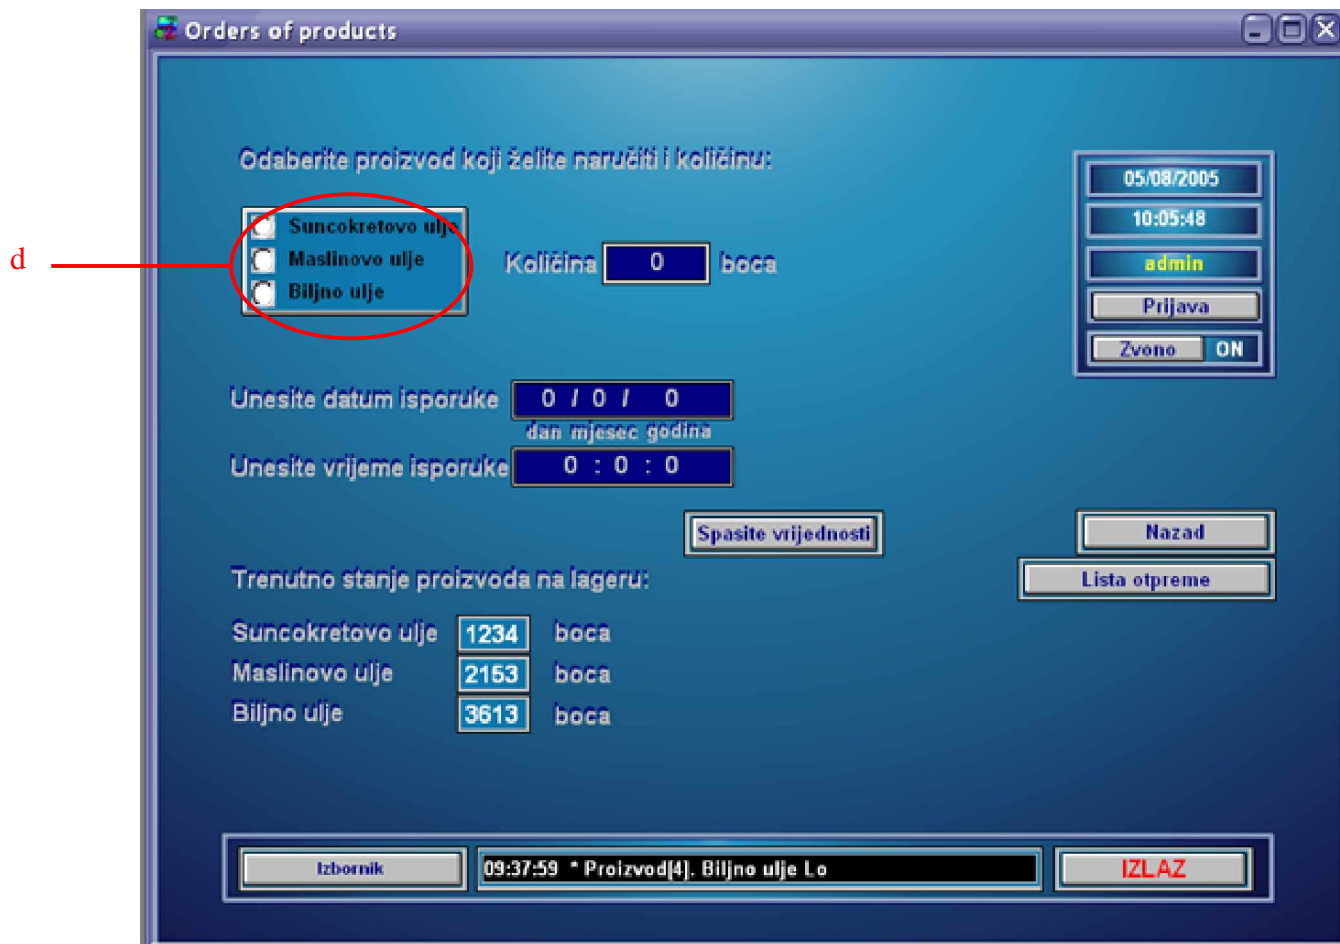 Orders of products
Odaberite proizvod koji želite naručiti i količinu:
05/08/2005
10:05:48
admin
Prijava
Zvono ON
d
Suncokretovo ulje
Maslinovo ulje
Biljno ulje
Količina 0 boca
Unesite datum isporuke 0 / 0 / 0
dan mjesec godina
Unesite vrijeme isporuke 0 : 0 : 0
Spasite vrijednosti
Nazad
Lista otpreme
Trenutno stanje proizvoda na lageru:
Suncokretovo ulje 1234 boca
Maslinovo ulje 2153 boca
Biljno ulje 3613 boca
Izbornik
09:37:59 * Proizvod[4]. Biljno ulje Lo
IZLAZ